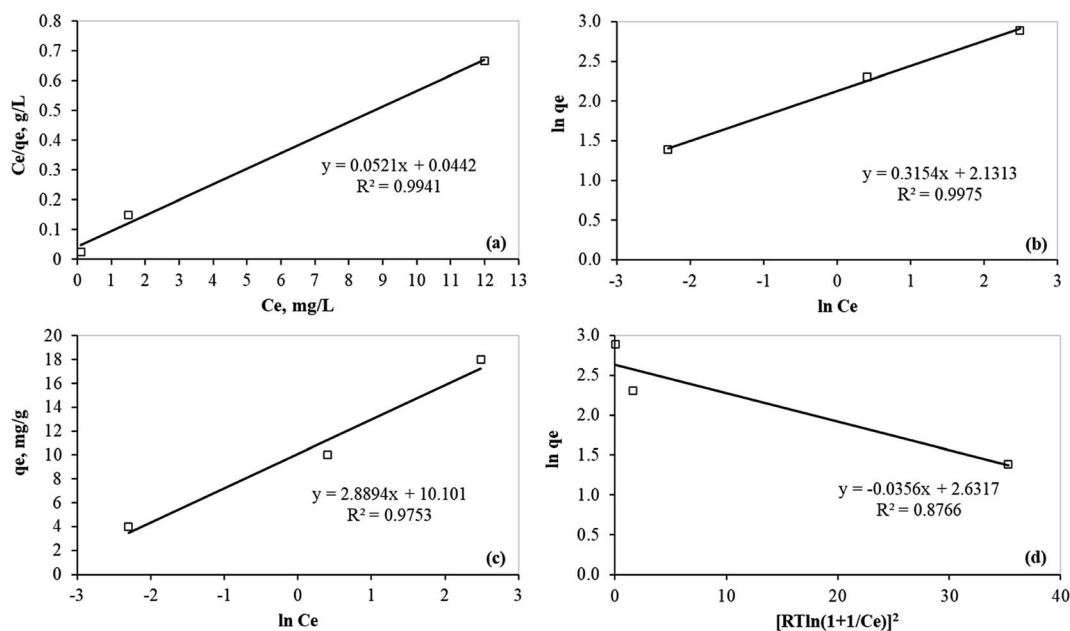 0.8
0.7
0.6
0.5
0.4
0.3
0.2
0.1
0
Ce/qe, g/L
y = 0.0521x + 0.0442
R² = 0.9941
(a)
0 1 2 3 4 5 6 7 8 9 10 11 12 13
Ce, mg/L
3.0
2.5
2.0
1.5
1.0
0.5
0.0
ln qe
y = 0.3154x + 2.1313
R² = 0.9975
(b)
-3 -2 -1 0 1 2 3
ln Ce
20
18
16
14
12
10
8
6
4
2
0
qe, mg/g
y = 2.8894x + 10.101
R² = 0.9753
(c)
-3 -2 -1 0 1 2 3
ln Ce
3.0
2.5
2.0
1.5
1.0
0.5
0.0
ln qe
y = -0.0356x + 2.6317
R² = 0.8766
(d)
0 10 20 30 40
[RTln(1+1/Ce)]²